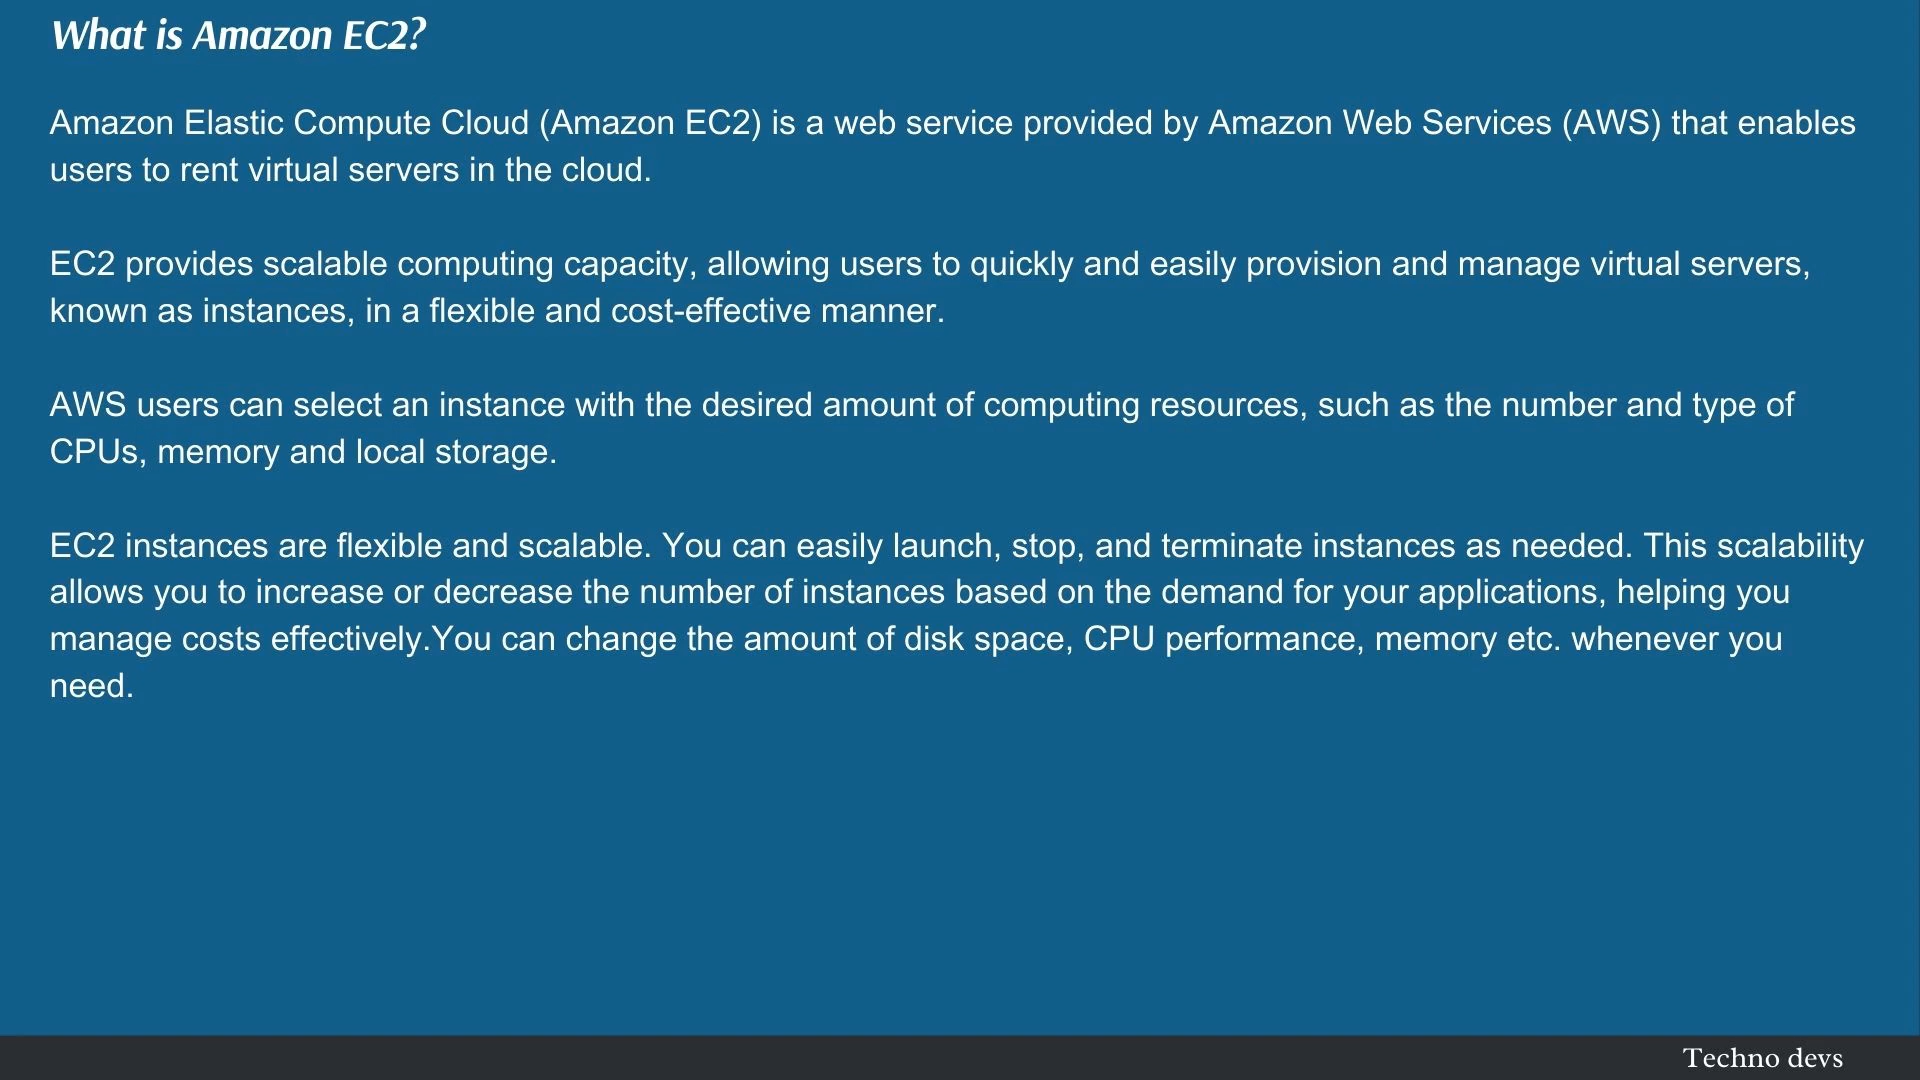 What is Amazon EC2?
Amazon Elastic Compute Cloud (Amazon EC2) is a web service provided by Amazon Web Services (AWS) that enables
users to rent virtual servers in the cloud.
EC2 provides scalable computing capacity, allowing users to quickly and easily provision and manage virtual servers,
known as instances, in a flexible and cost-effective manner.
AWS users can select an instance with the desired amount of computing resources, such as the number and type of
CPUs, memory and local storage.
EC2 instances are flexible and scalable. You can easily launch, stop, and terminate instances as needed. This scalability
allows you to increase or decrease the number of instances based on the demand for your applications, helping you
manage costs effectively.You can change the amount of disk space, CPU performance, memory etc. whenever you
need.
Techno devs